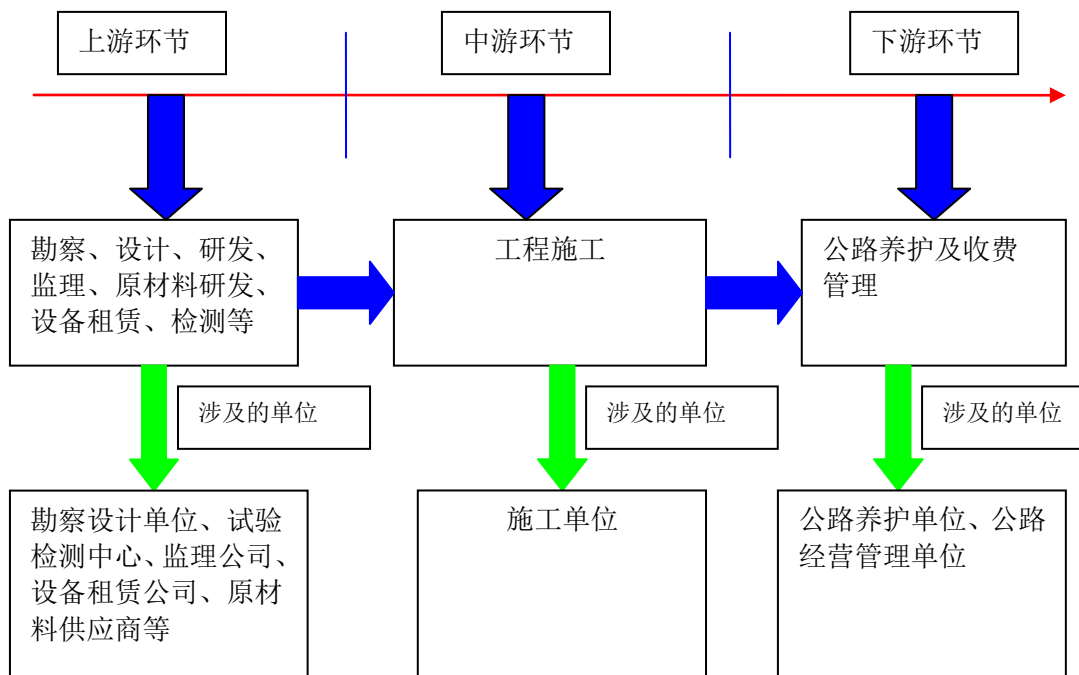 上游环节
中游环节
下游环节
勘察、设计、研发、
监理、原材料研发、
设备租赁、检测等
工程施工
公路养护及收费
管理
涉及的单位
涉及的单位
涉及的单位
勘察设计单位、试验
检测中心、监理公司、
设备租赁公司、原材
料供应商等
施工单位
公路养护单位、公路
经营管理单位